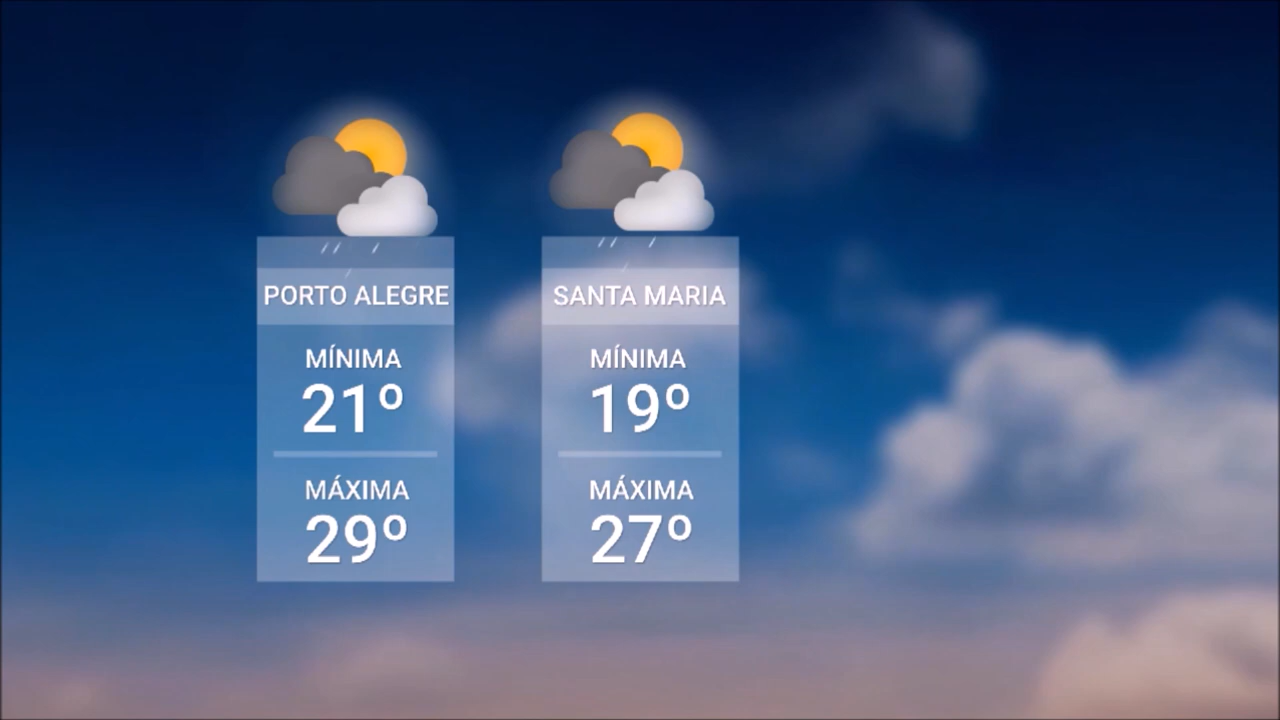 PORTO ALEGRE
MÍNIMA
21º
MÁXIMA
29º
SANTA MARIA
MÍNIMA
19º
MÁXIMA
27º